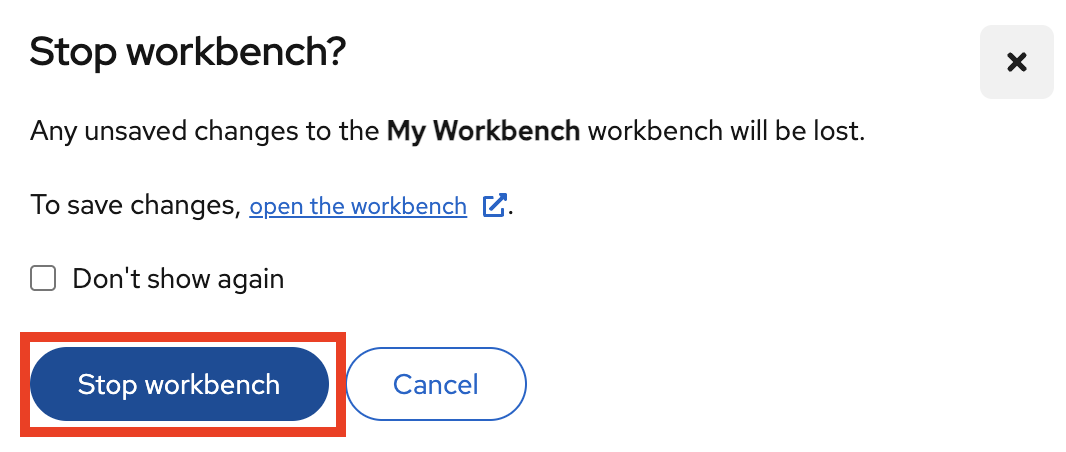 Stop workbench?
Any unsaved changes to the My Workbench workbench will be lost.
To save changes, open the workbench .
Don't show again
Stop workbench Cancel